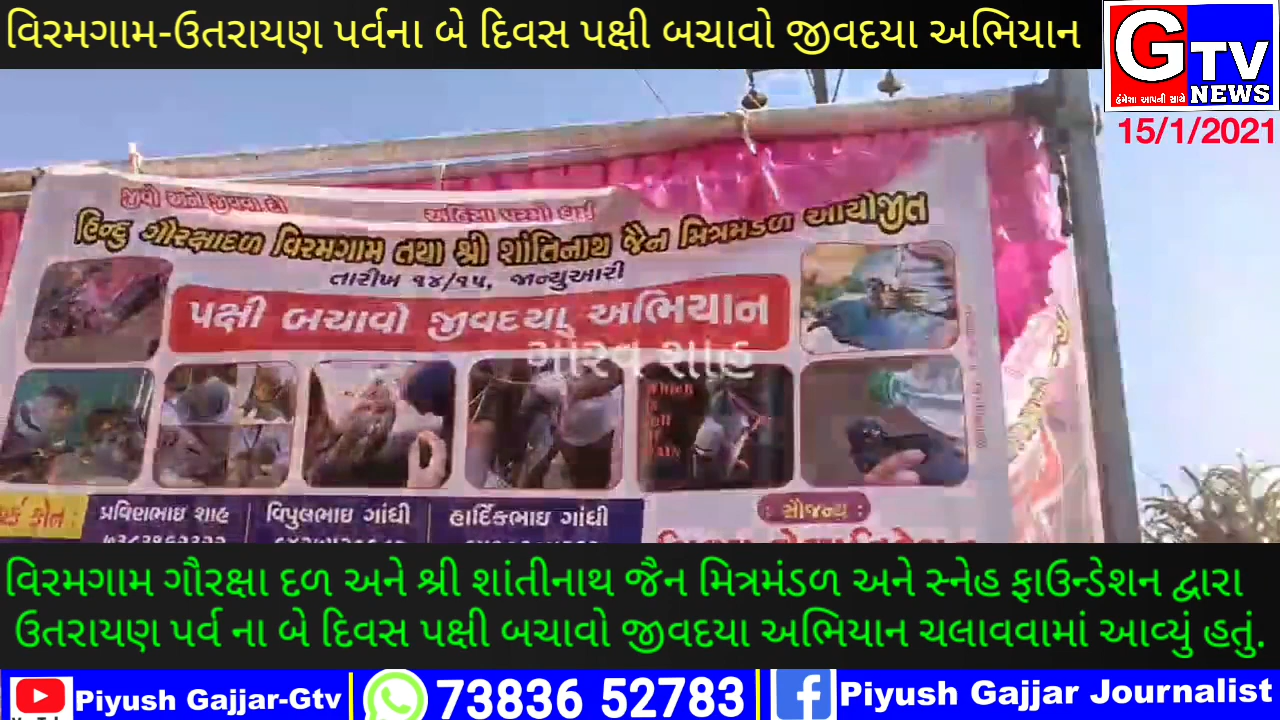 વિરમગામ-ઉતરાયણ પર્વના બે દિવસ પક્ષી બચાવો જીવદયા અભિયાન
GTV NEWS
હંમેશા આપની સાથે
15/1/2021
જીવો અને જીવવા દો
અહિંસા પરમો ધર્મ
હિન્દુ ગૌરક્ષાદળ વિરમગામ તથા શ્રી શાંતિનાથ જૈન મિત્રમંડળ આયોજીત
તારીખ ૧૪/૧૫, જાન્યુઆરી
પક્ષી બચાવો જીવદયા અભિયાન
ગૌરવ શાહ
પ્રવિણભાઇ શાહ
વિપુલભાઇ ગાંધી
હાર્દિકભાઇ ગાંધી
: સૌજન્ય :
વિરમગામ ગૌરક્ષા દળ અને શ્રી શાંતીનાથ જૈન મિત્રમંડળ અને સ્નેહ ફાઉન્ડેશન દ્વારા
ઉતરાયણ પર્વ ના બે દિવસ પક્ષી બચાવો જીવદયા અભિયાન ચલાવવામાં આવ્યું હતું.
Piyush Gajjar-Gtv
73836 52783
Piyush Gajjar Journalist